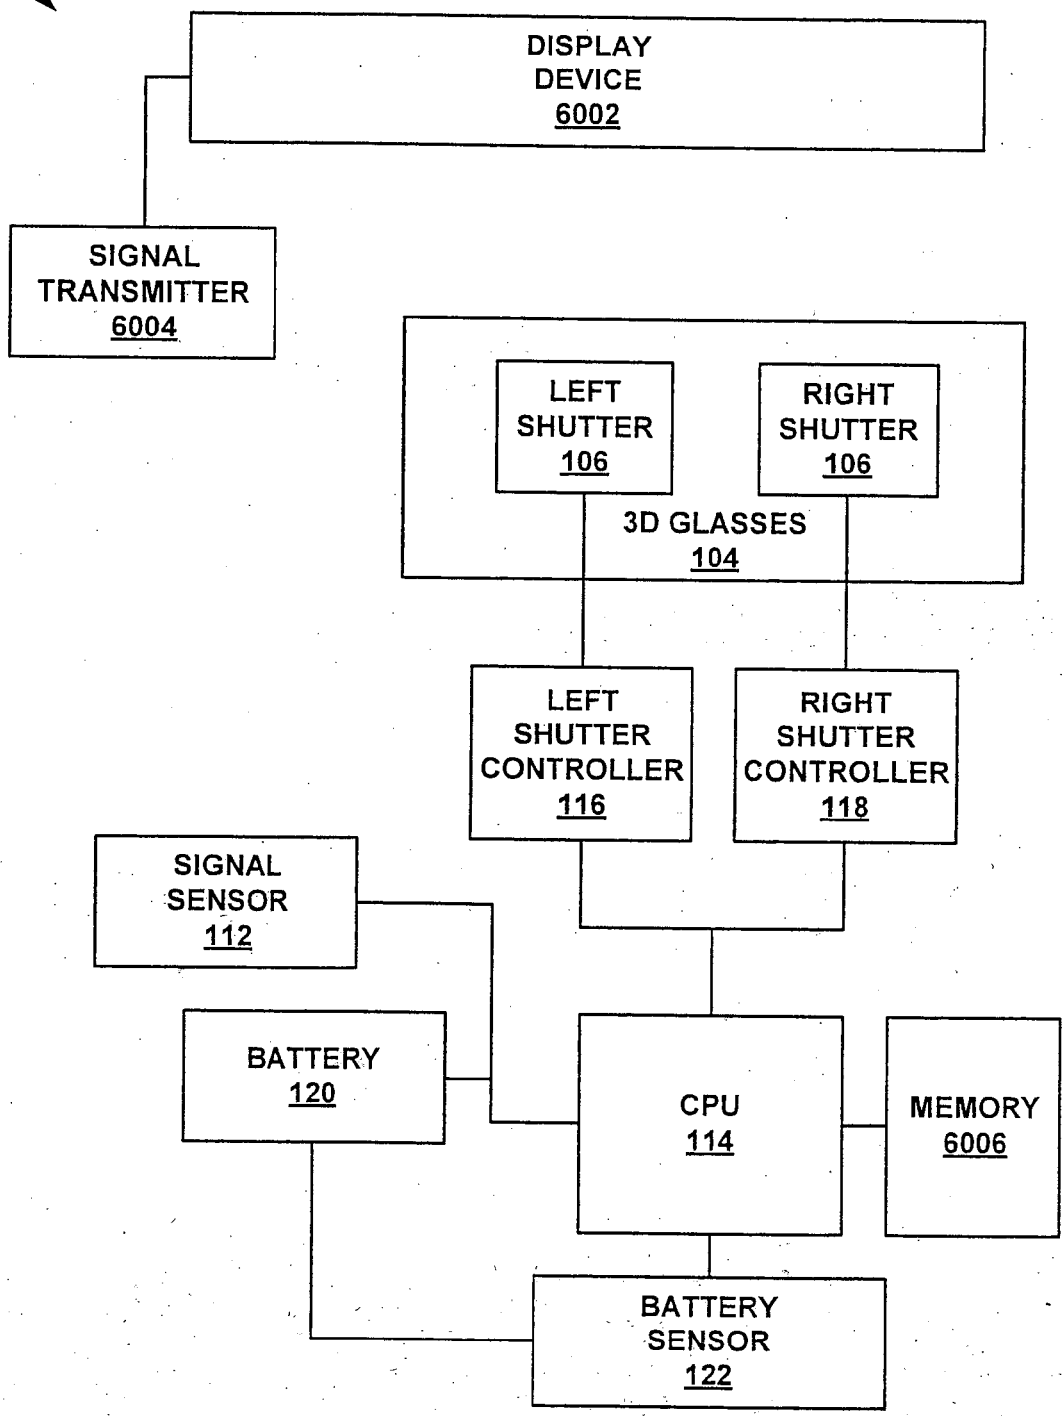 DISPLAY
DEVICE
6002
SIGNAL
TRANSMITTER
6004
LEFT
SHUTTER
106
RIGHT
SHUTTER
106
3D GLASSES
104
LEFT
SHUTTER
CONTROLLER
116
RIGHT
SHUTTER
CONTROLLER
118
SIGNAL
SENSOR
112
BATTERY
120
CPU
114
MEMORY
6006
BATTERY
SENSOR
122